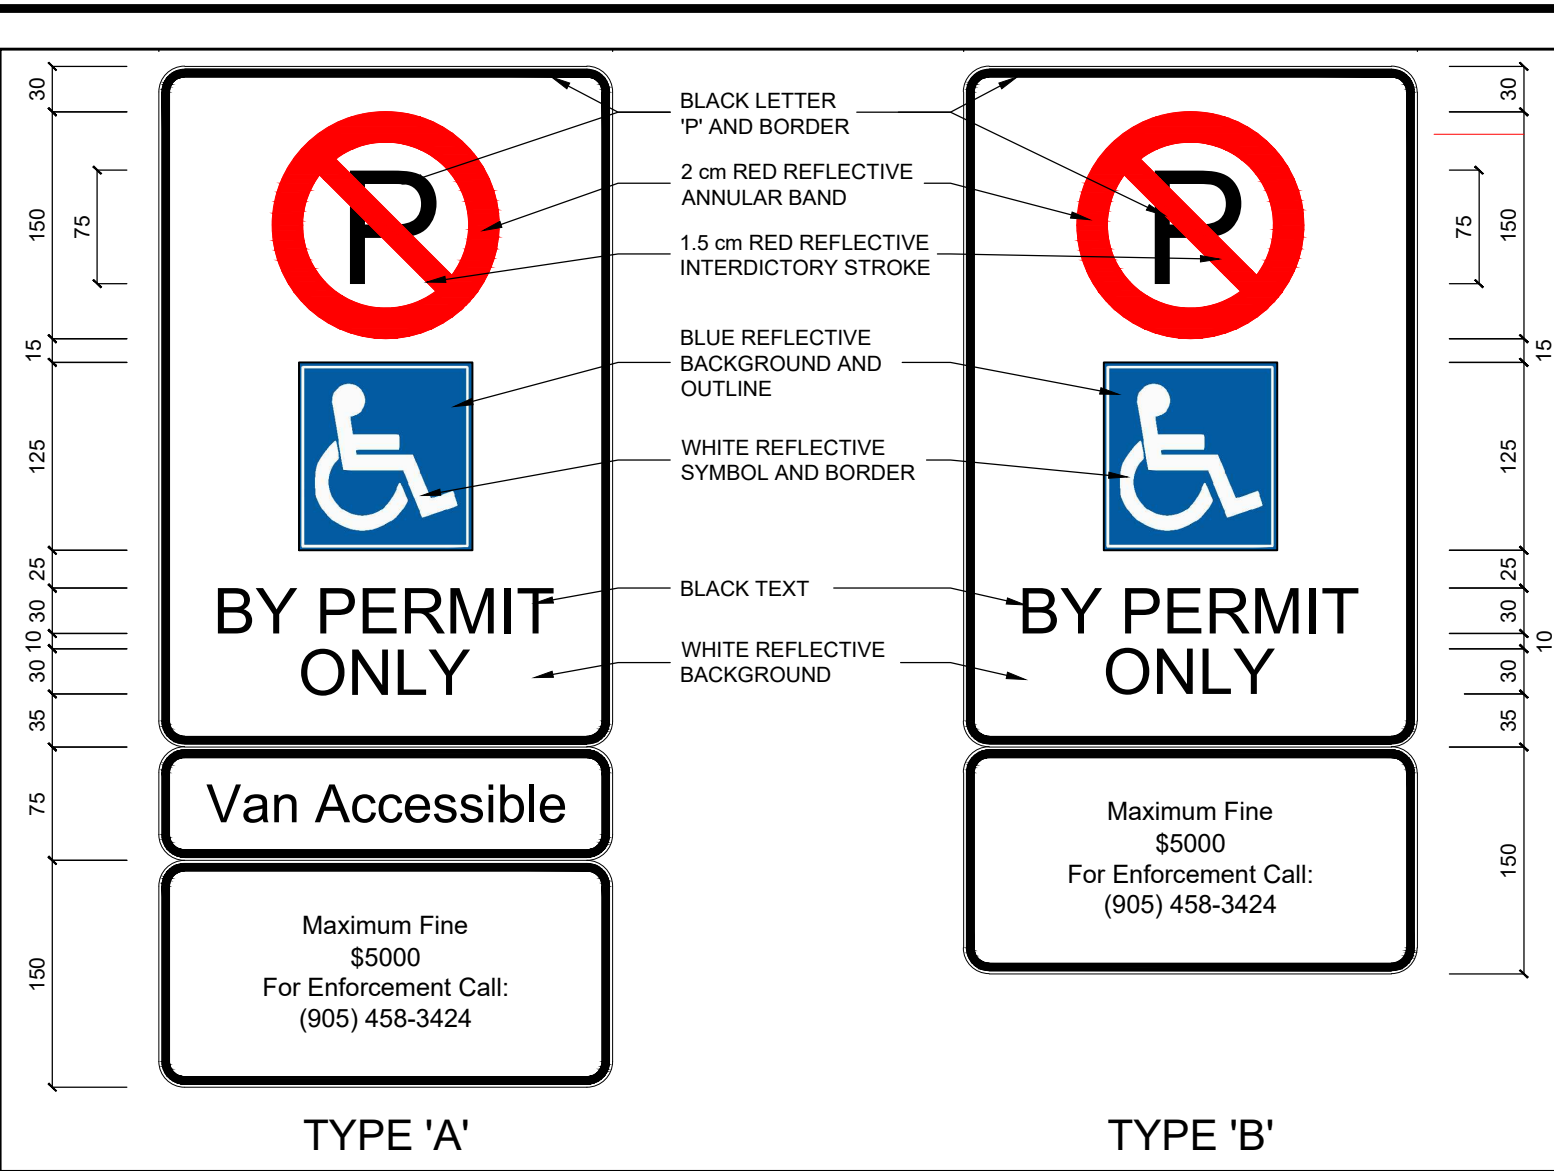 30
150
75
15
125
25
30
10
30
35
75
150
P
BY PERMIT
ONLY
Van Accessible
Maximum Fine
$5000
For Enforcement Call:
(905) 458-3424
TYPE 'A'
BLACK LETTER
'P' AND BORDER
2 cm RED REFLECTIVE
ANNULAR BAND
1.5 cm RED REFLECTIVE
INTERDICTORY STROKE
BLUE REFLECTIVE
BACKGROUND AND
OUTLINE
WHITE REFLECTIVE
SYMBOL AND BORDER
BLACK TEXT
WHITE REFLECTIVE
BACKGROUND
P
BY PERMIT
ONLY
Maximum Fine
$5000
For Enforcement Call:
(905) 458-3424
TYPE 'B'
30
75
150
15
125
25
30
10
30
35
150